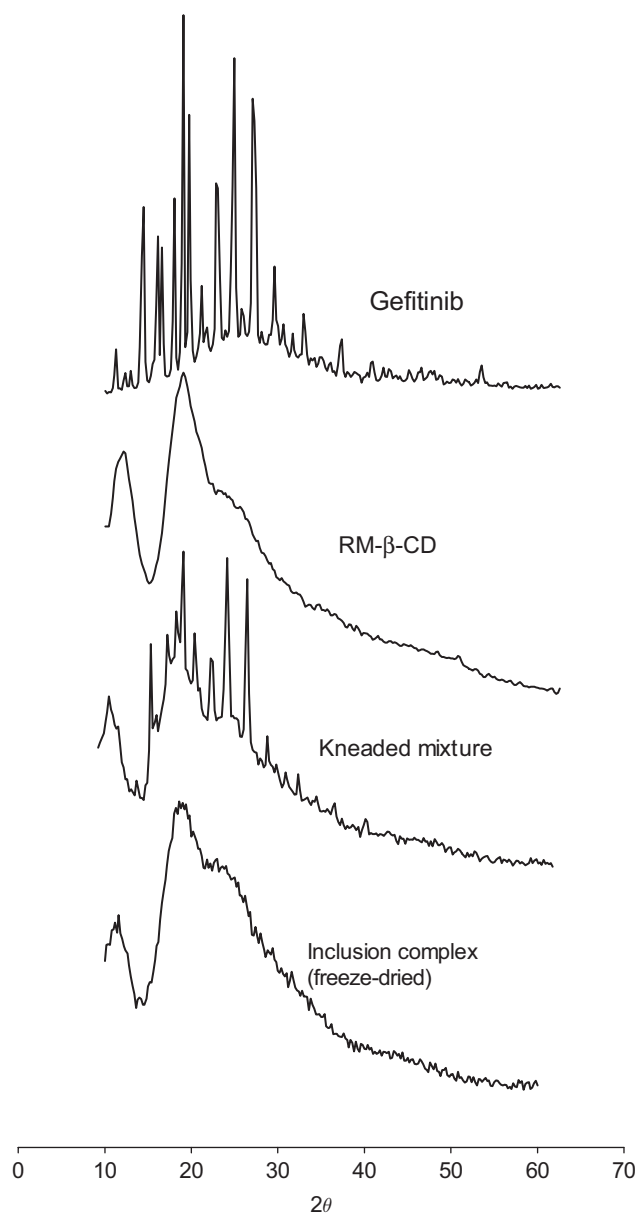 Gefitinib
RM-β-CD
Kneaded mixture
Inclusion complex
(freeze-dried)
0 10 20 30 40 50 60 70
2θ